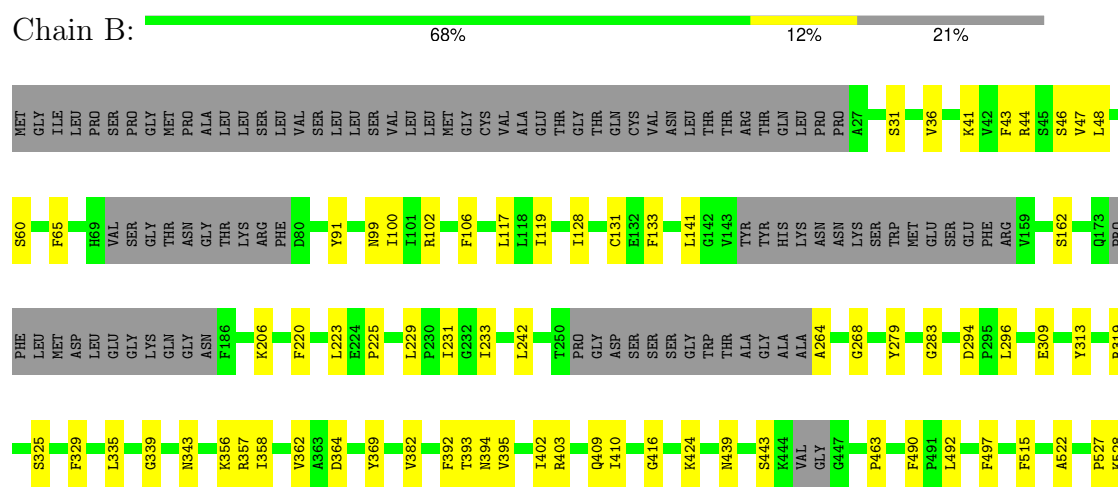 Chain B:
68% 12% 21%
MET GLY ILE LEU PRO SER PRO GLY MET PRO ALA LEU LEU SER LEU VAL SER LEU LEU SER VAL LEU LEU MET GLY CYS VAL ALA GLU THR GLY THR GLN CYS VAL ASN LEU THR THR ARG THR THR GLN LEU PRO PRO A27 S31 V36 K41 V42 F43 R44 S45 S46 V47 L48
S60 F65 H69 VAL SER GLY THR ASN GLY THR LYS ARG PHE D80 Y91 N99 I100 I101 R102 F106 L117 L118 I119 I128 C131 E132 F133 L141 G142 V143 TYR TYR HIS LYS ASN ASN LYS SER TRP MET GLU SER GLU PHE ARG V159 S162 Q173 PRO
PHE LEU MET ASP LEU GLU GLY LYS GLN GLY ASN F186 K206 F220 L223 E224 P225 L229 P230 I231 G232 I233 L242 T250 PRO GLY ASP SER SER SER GLY TRP THR ALA GLY ALA ALA A264 G268 Y279 G283 D294 P295 L296 E309 Y313 R319
S325 F329 L335 G339 N343 K356 R357 I358 V362 A363 D364 Y369 V382 F392 T393 N394 V395 I402 R403 Q409 I410 G416 K424 N439 S443 K444 VAL GLY G447 P463 F490 P491 L492 F497 F515 A522 P527 K528